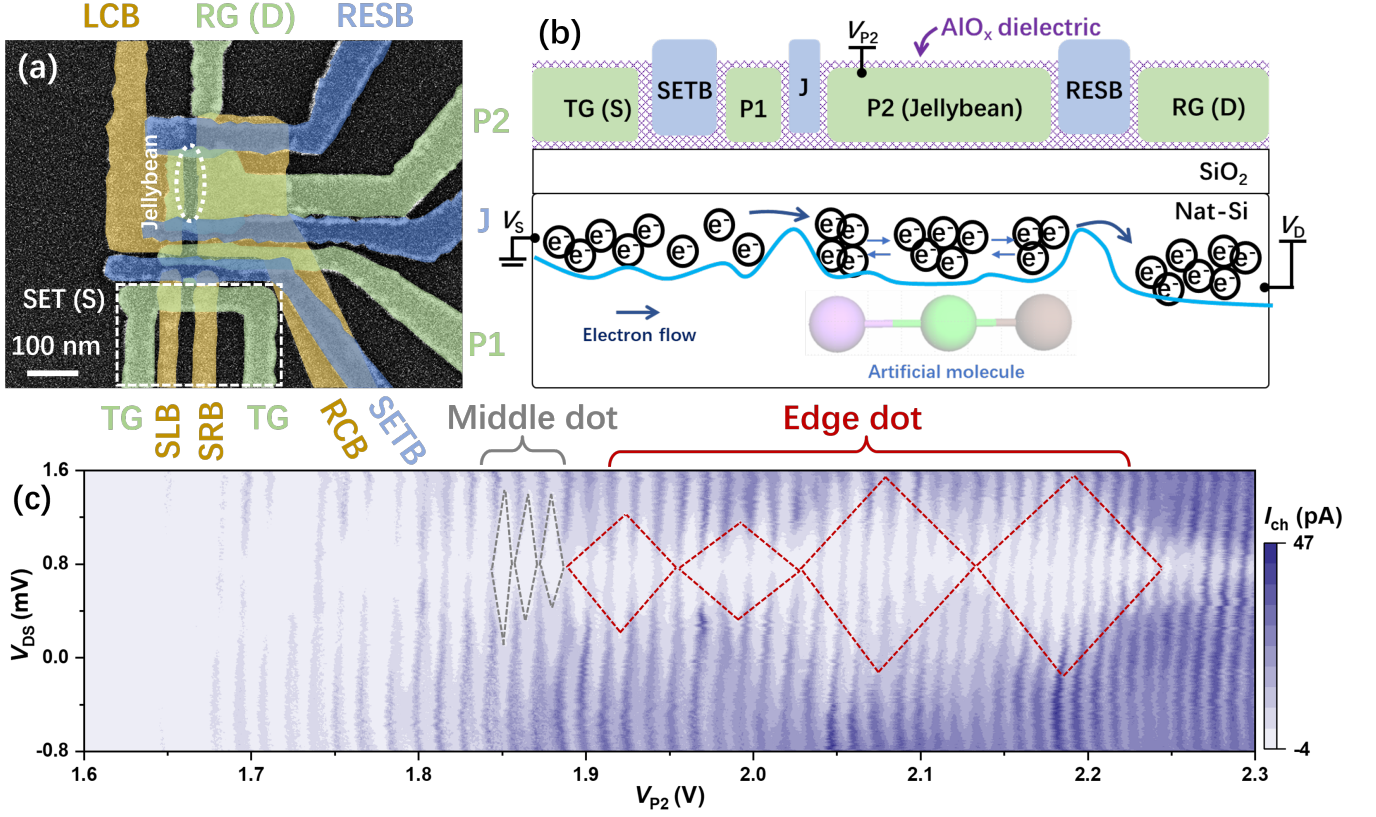 LCB RG (D) RESB
(a)
P2
Jellybean
J
SET (S)
100 nm
P1
TG SLB SRB TG RCB SETB
(b)
V_P2
AlO_x dielectric
TG (S) SETB P1 J P2 (Jellybean) RESB RG (D)
SiO_2
Nat-Si
V_S
V_D
e- e- e- e- e- e- e- e- e- e- e- e- e- e- e- e- e- e- e- e- e- e- e- e- e- e- e-
Electron flow
Artificial molecule
Middle dot Edge dot
(c)
1.6
0.8
0.0
-0.8
V_DS (mV)
1.6 1.7 1.8 1.9 2.0 2.1 2.2 2.3
V_P2 (V)
I_ch (pA)
47
-4